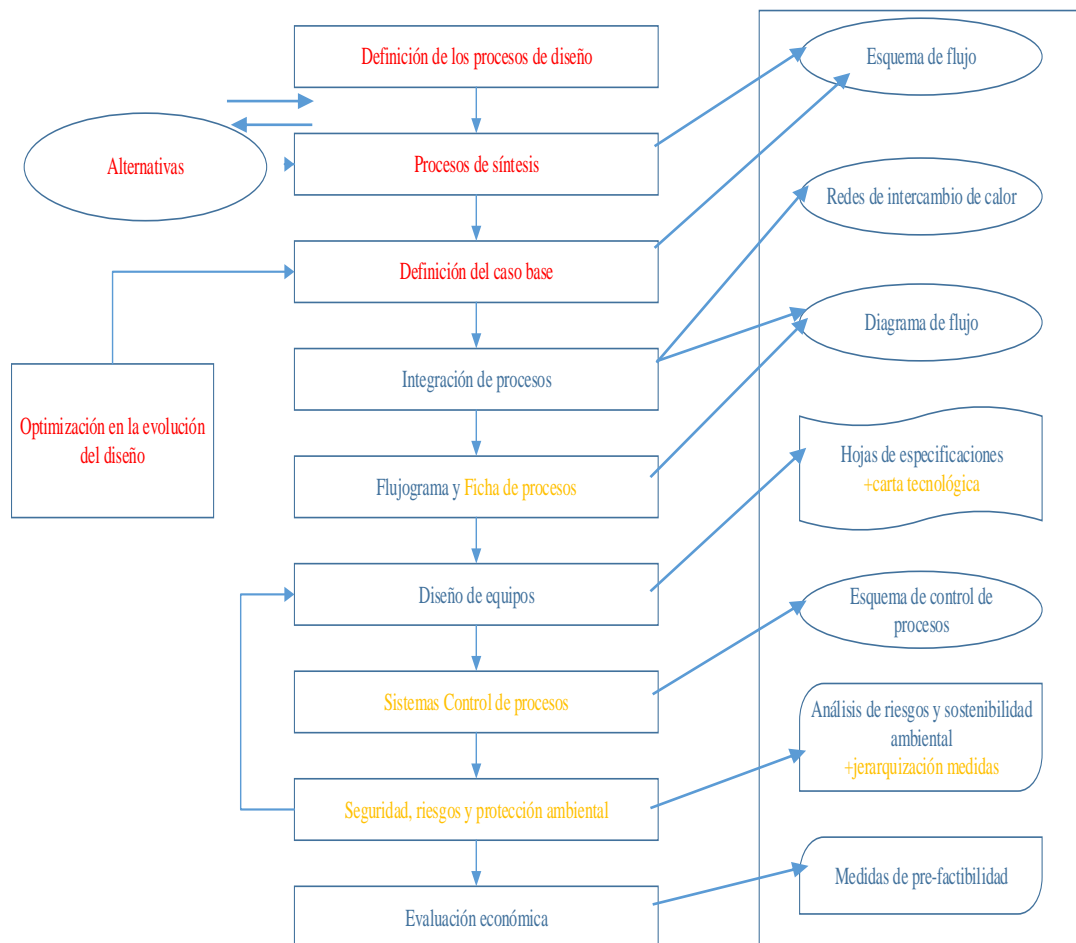 Definición de los procesos de diseño
Esquema de flujo
Alternativas
Procesos de síntesis
Redes de intercambio de calor
Definición del caso base
Diagrama de flujo
Integración de procesos
Optimización en la evolución
del diseño
Hojas de especificaciones
+carta tecnológica
Flujograma y Ficha de procesos
Diseño de equipos
Esquema de control de
procesos
Sistemas Control de procesos
Análisis de riesgos y sostenibilidad
ambiental
+jerarquización medidas
Seguridad, riesgos y protección ambiental
Medidas de pre-factibilidad
Evaluación económica